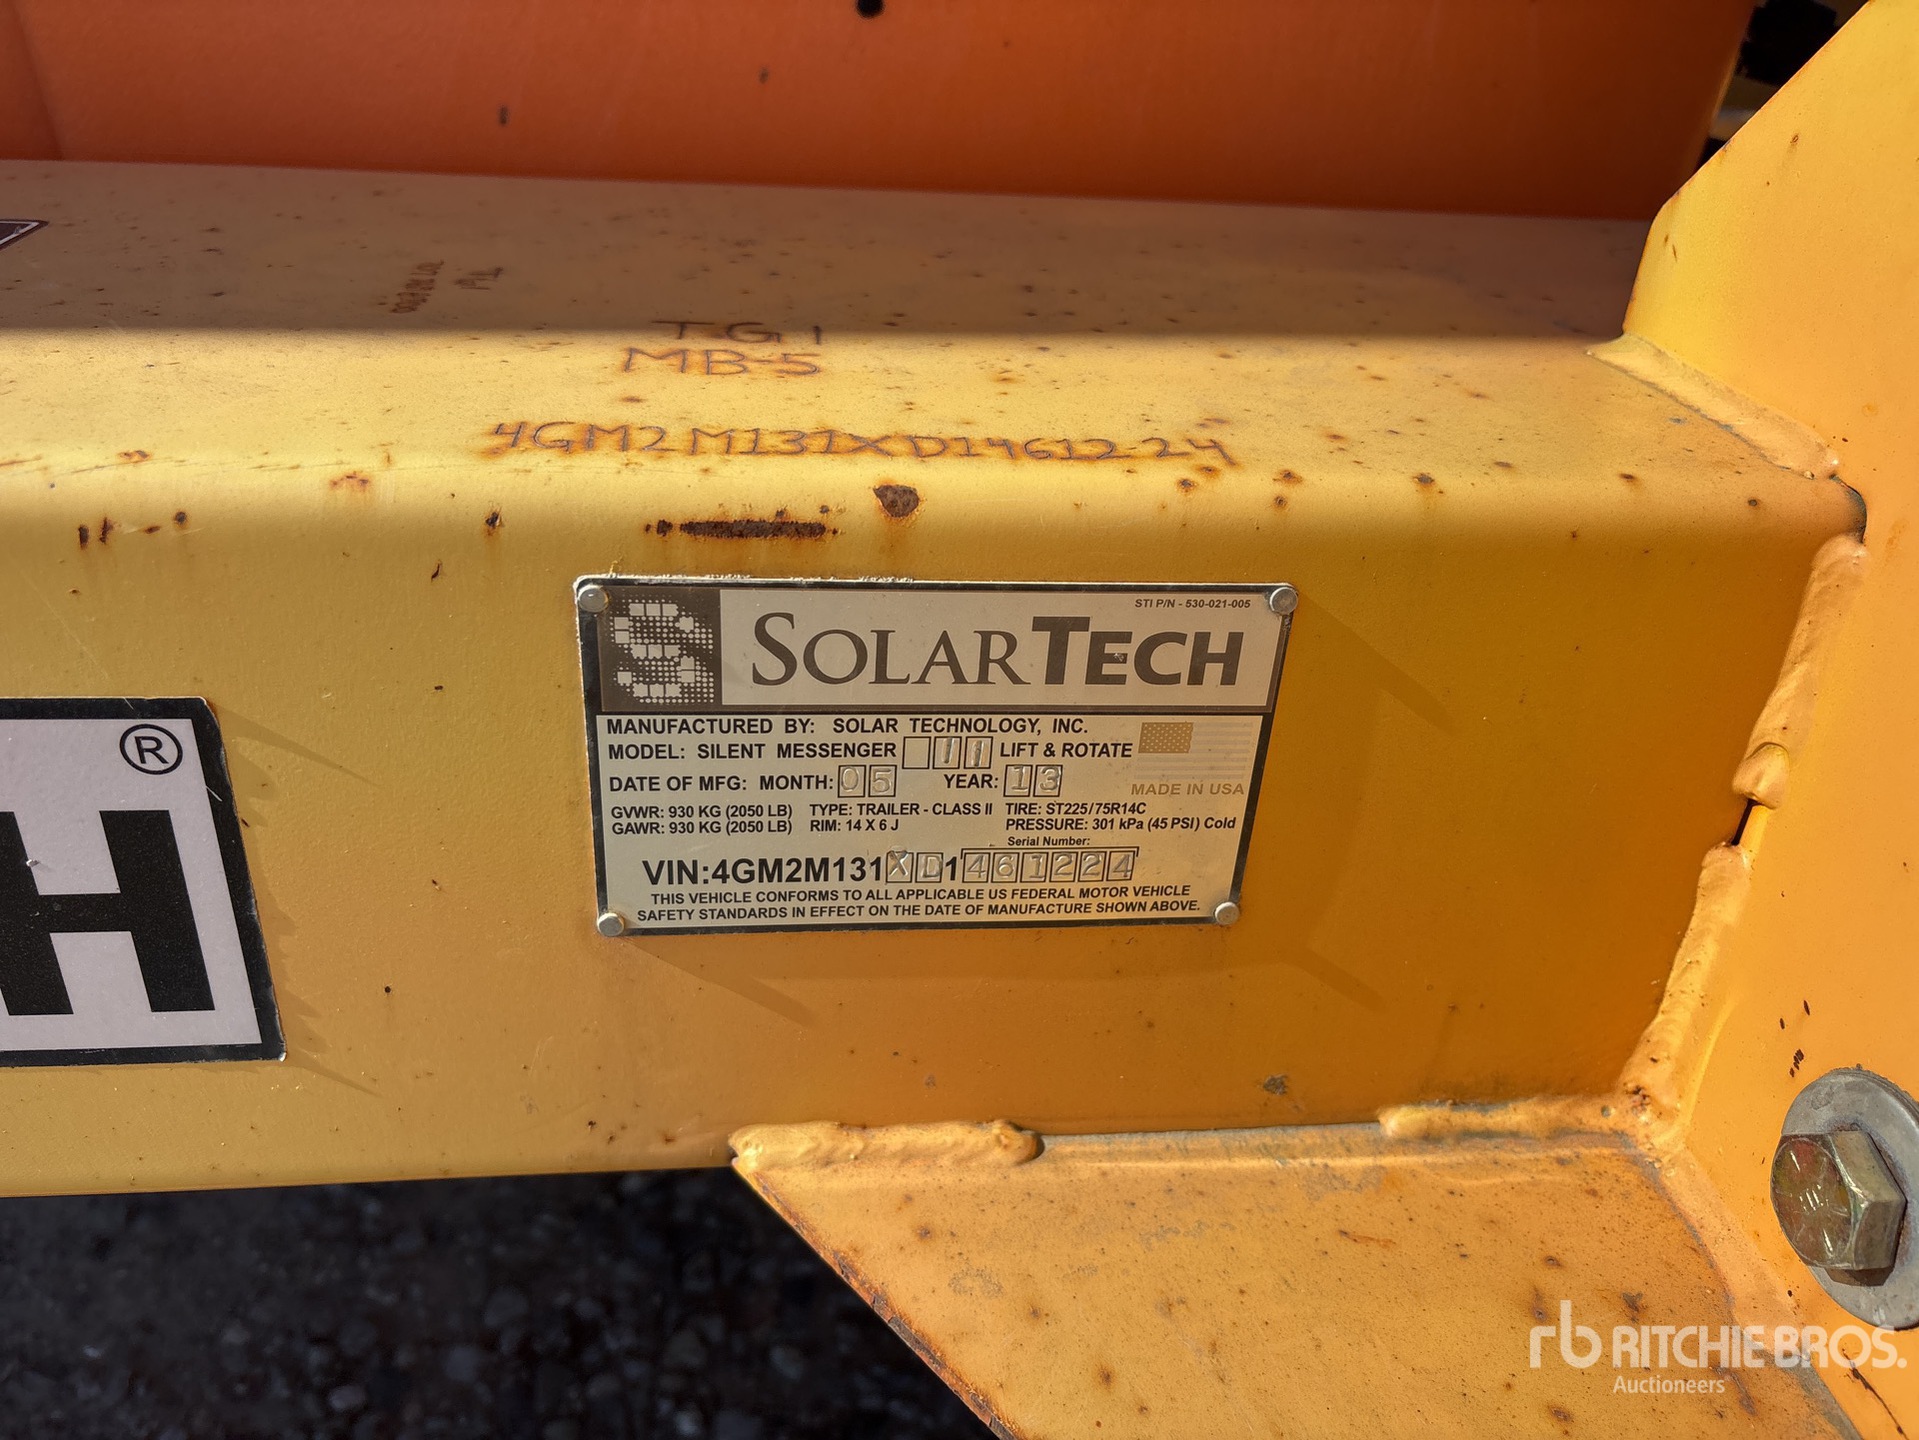 T-G 1
MB-5
4GM2M131XD1461224
STI P/N - 530-021-005
S SOLARTECH
MANUFACTURED BY: SOLAR TECHNOLOGY, INC.
MODEL: SILENT MESSENGER 11 LIFT & ROTATE
DATE OF MFG: MONTH: 05 YEAR: 13
MADE IN USA
GVWR: 930 KG (2050 LB) TYPE: TRAILER - CLASS II TIRE: ST225/75R14C
GAWR: 930 KG (2050 LB) RIM: 14 X 6 J PRESSURE: 301 kPa (45 PSI) Cold
Serial Number:
VIN:4GM2M131XD1461224
THIS VEHICLE CONFORMS TO ALL APPLICABLE US FEDERAL MOTOR VEHICLE
SAFETY STANDARDS IN EFFECT ON THE DATE OF MANUFACTURE SHOWN ABOVE.
®
H
rb RITCHIE BROS.
Auctioneers